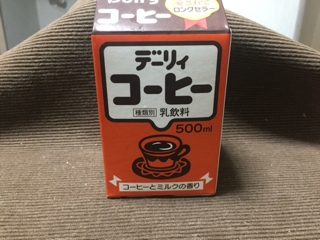 コーヒー
ロングセラー
デーリィ
コーヒー
種類別 乳飲料
500ml
コーヒーとミルクの香り